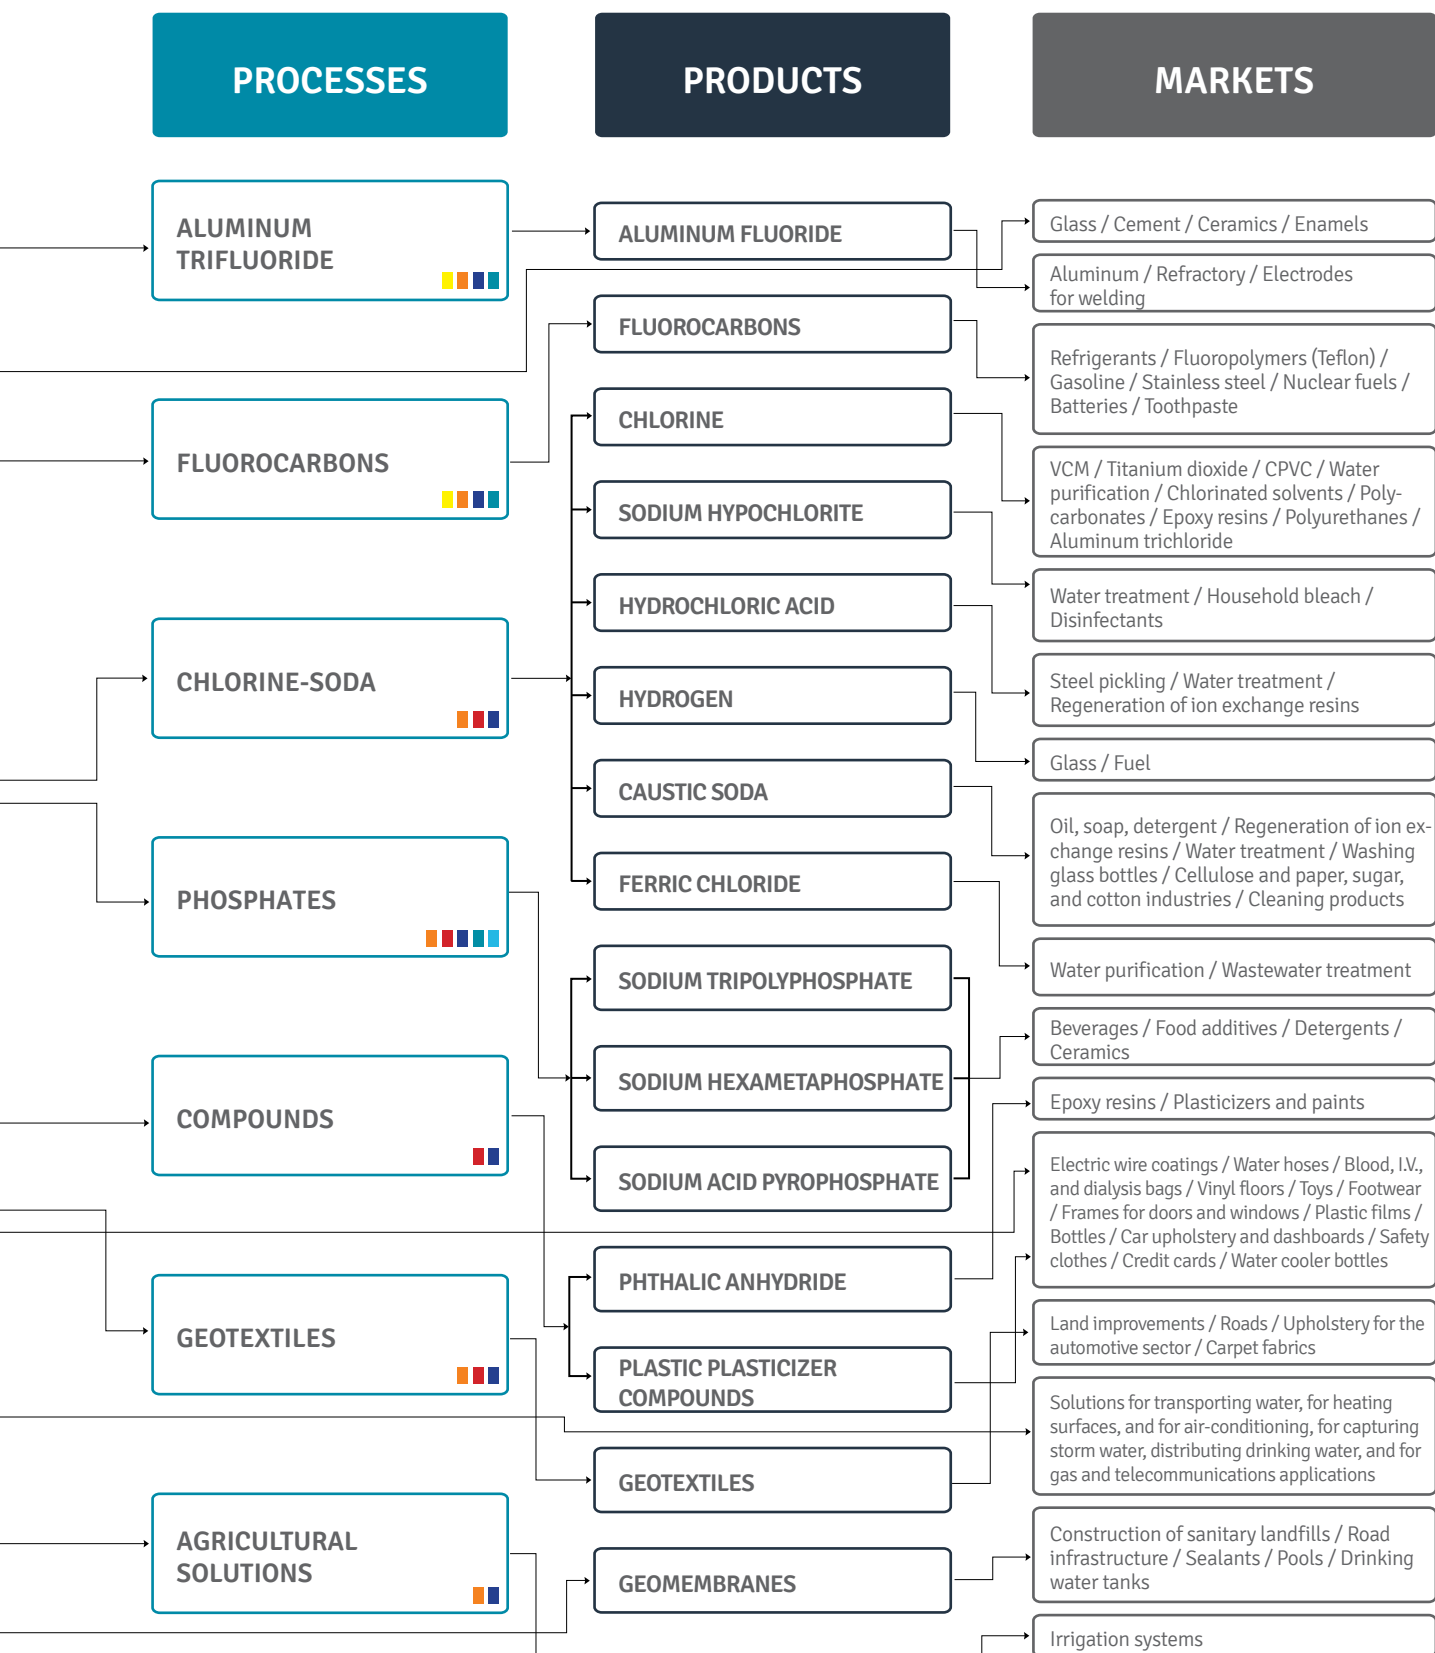 PROCESSES
PRODUCTS
MARKETS
ALUMINUM
TRIFLUORIDE
FLUOROCARBONS
CHLORINE-SODA
PHOSPHATES
COMPOUNDS
GEOTEXTILES
AGRICULTURAL
SOLUTIONS
ALUMINUM FLUORIDE
FLUOROCARBONS
CHLORINE
SODIUM HYPOCHLORITE
HYDROCHLORIC ACID
HYDROGEN
CAUSTIC SODA
FERRIC CHLORIDE
SODIUM TRIPOLYPHOSPHATE
SODIUM HEXAMETAPHOSPHATE
SODIUM ACID PYROPHOSPHATE
PHTHALIC ANHYDRIDE
PLASTIC PLASTICIZER
COMPOUNDS
GEOTEXTILES
GEOMEMBRANES
Glass / Cement / Ceramics / Enamels
Aluminum / Refractory / Electrodes
for welding
Refrigerants / Fluoropolymers (Teflon) /
Gasoline / Stainless steel / Nuclear fuels /
Batteries / Toothpaste
VCM / Titanium dioxide / CPVC / Water
purification / Chlorinated solvents / Poly-
carbonates / Epoxy resins / Polyurethanes /
Aluminum trichloride
Water treatment / Household bleach /
Disinfectants
Steel pickling / Water treatment /
Regeneration of ion exchange resins
Glass / Fuel
Oil, soap, detergent / Regeneration of ion ex-
change resins / Water treatment / Washing
glass bottles / Cellulose and paper, sugar,
and cotton industries / Cleaning products
Water purification / Wastewater treatment
Beverages / Food additives / Detergents /
Ceramics
Epoxy resins / Plasticizers and paints
Electric wire coatings / Water hoses / Blood, I.V.,
and dialysis bags / Vinyl floors / Toys / Footwear
/ Frames for doors and windows / Plastic films /
Bottles / Car upholstery and dashboards / Safety
clothes / Credit cards / Water cooler bottles
Land improvements / Roads / Upholstery for the
automotive sector / Carpet fabrics
Solutions for transporting water, for heating
surfaces, and for air-conditioning, for capturing
storm water, distributing drinking water, and for
gas and telecommunications applications
Construction of sanitary landfills / Road
infrastructure / Sealants / Pools / Drinking
water tanks
Irrigation systems